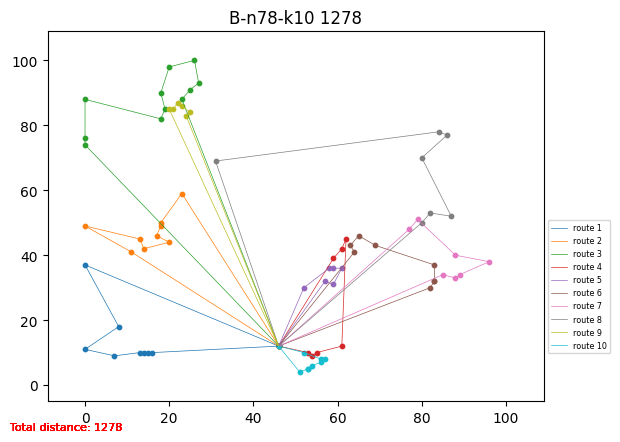 B-n78-k10 1278
100
80
60
40
20
0
0
20
40
60
80
100
route 1
route 2
route 3
route 4
route 5
route 6
route 7
route 8
route 9
route 10
Total distance: 1278